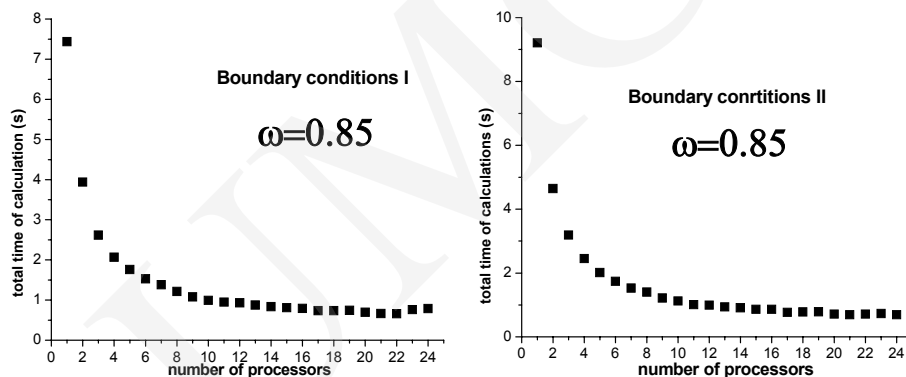 8
7
6
5
4
3
2
1
0
total time of calculations (s)
Boundary conditions I
ω=0.85
0 2 4 6 8 10 12 14 16 18 20 22 24
number of processors
10
8
6
4
2
0
total time of calculations (s)
Boundary conrtitions II
ω=0.85
0 2 4 6 8 10 12 14 16 18 20 22 24
number of processors